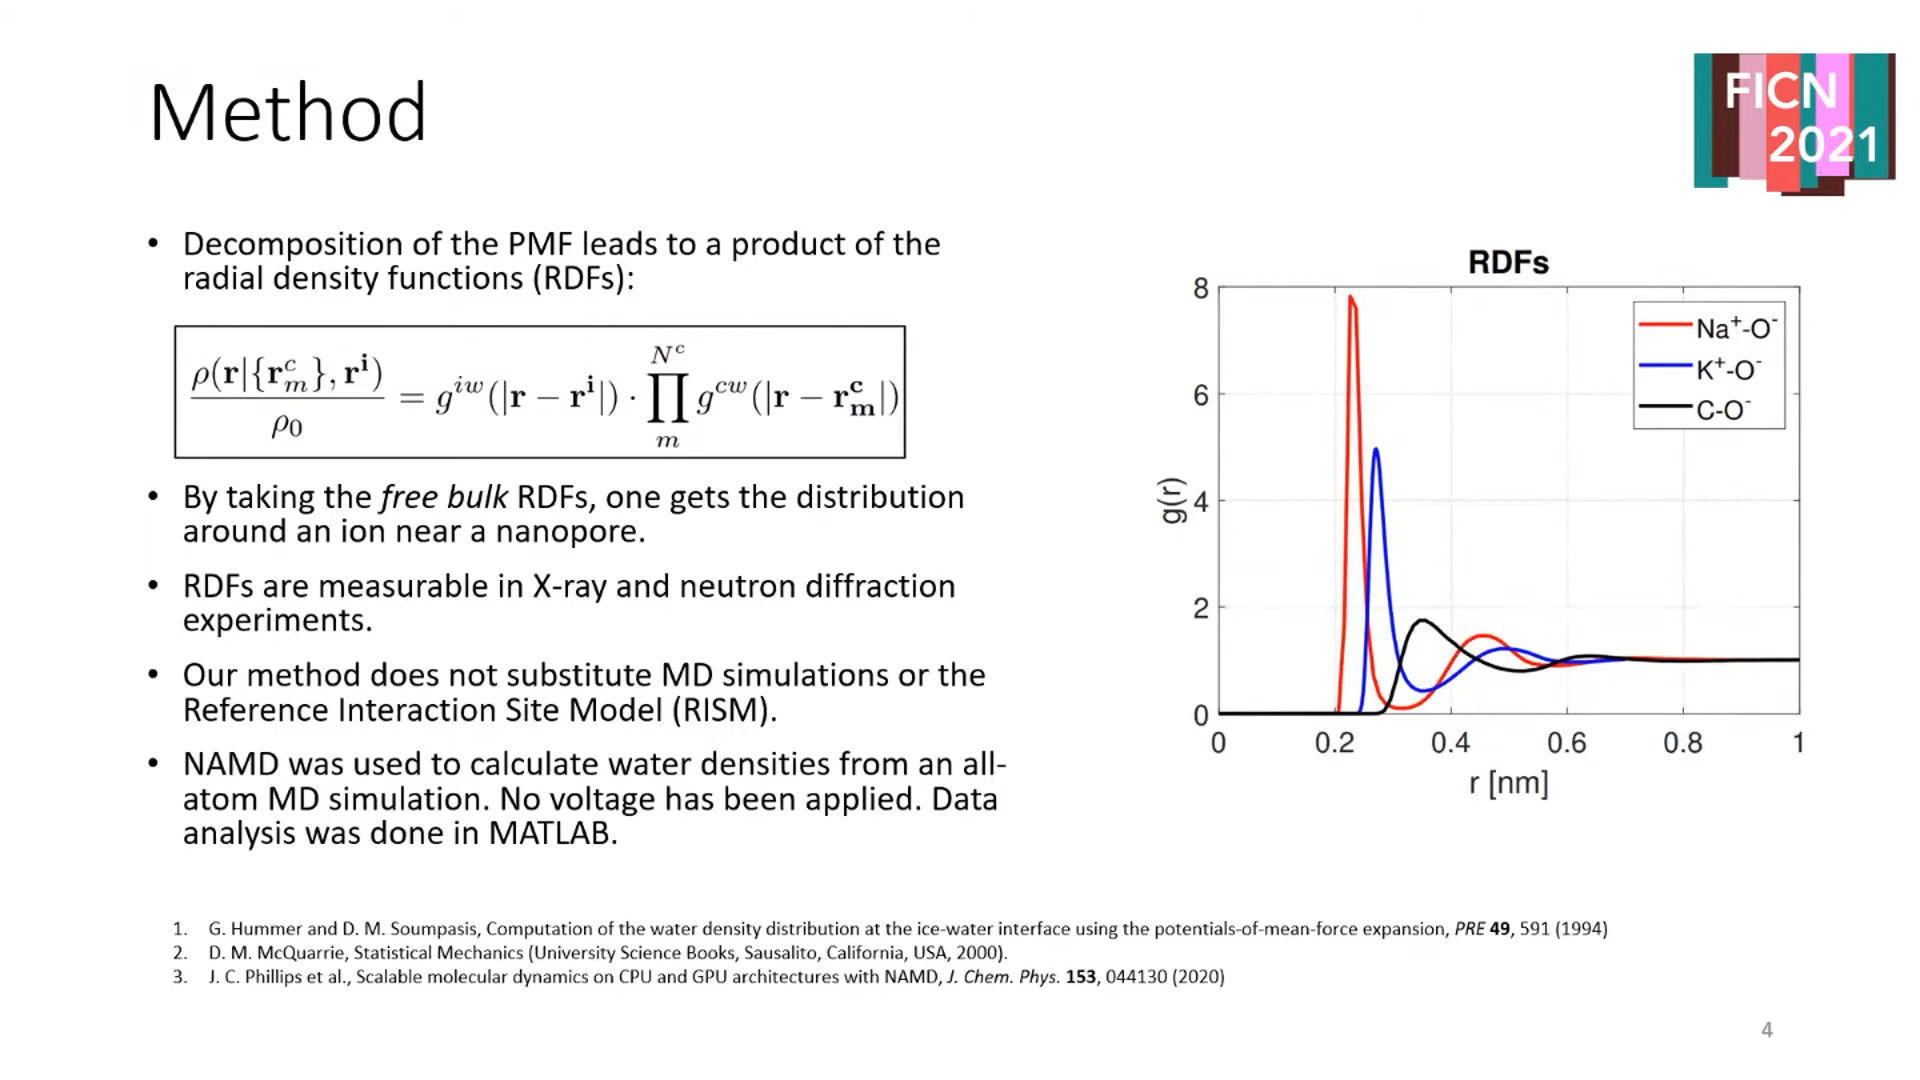 Method
FICN
2021
• Decomposition of the PMF leads to a product of the
radial density functions (RDFs):
ρ(r|{r_m^c}, r^i) / ρ_0 = g^{iw}(|r − r^i|) · ∏_m^{N^c} g^{cw}(|r − r_m^c|)
• By taking the free bulk RDFs, one gets the distribution
around an ion near a nanopore.
• RDFs are measurable in X-ray and neutron diffraction
experiments.
• Our method does not substitute MD simulations or the
Reference Interaction Site Model (RISM).
• NAMD was used to calculate water densities from an all-
atom MD simulation. No voltage has been applied. Data
analysis was done in MATLAB.
RDFs
8
6
4
2
0
g(r)
Na⁺-O⁻
K⁺-O⁻
C-O⁻
0 0.2 0.4 0.6 0.8 1
r [nm]
1. G. Hummer and D. M. Soumpasis, Computation of the water density distribution at the ice-water interface using the potentials-of-mean-force expansion, PRE 49, 591 (1994)
2. D. M. McQuarrie, Statistical Mechanics (University Science Books, Sausalito, California, USA, 2000).
3. J. C. Phillips et al., Scalable molecular dynamics on CPU and GPU architectures with NAMD, J. Chem. Phys. 153, 044130 (2020)
4